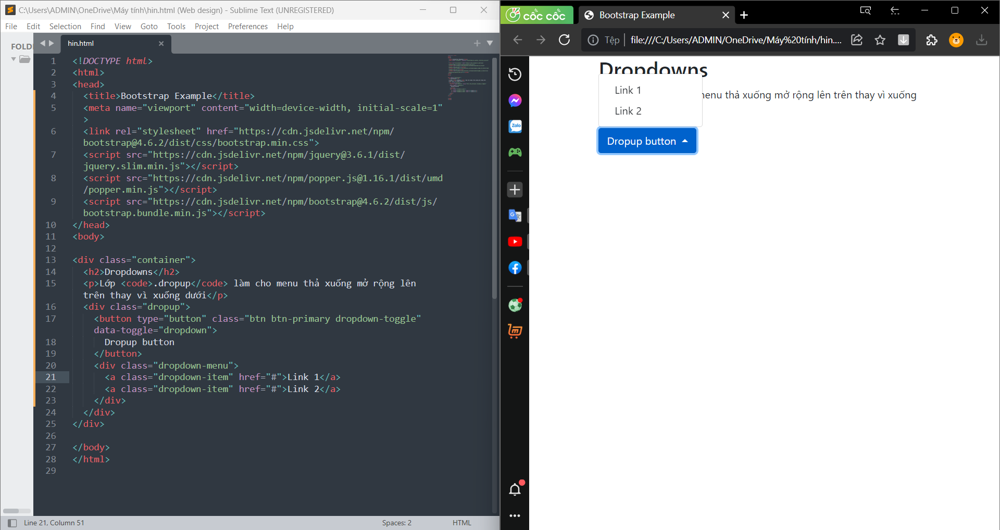 C:\Users\ADMIN\OneDrive\Máy tính\hin.html (Web design) - Sublime Text (UNREGISTERED)
File Edit Selection Find View Goto Tools Project Preferences Help
FOLD
hin.html
1 <!DOCTYPE html>
2 <html>
3 <head>
4 <title>Bootstrap Example</title>
5 <meta name="viewport" content="width=device-width, initial-scale=1"
>
6 <link rel="stylesheet" href="https://cdn.jsdelivr.net/npm/
bootstrap@4.6.2/dist/css/bootstrap.min.css">
7 <script src="https://cdn.jsdelivr.net/npm/jquery@3.6.1/dist/
jquery.slim.min.js"></script>
8 <script src="https://cdn.jsdelivr.net/npm/popper.js@1.16.1/dist/umd
/popper.min.js"></script>
9 <script src="https://cdn.jsdelivr.net/npm/bootstrap@4.6.2/dist/js/
bootstrap.bundle.min.js"></script>
10 </head>
11 <body>
12
13 <div class="container">
14 <h2>Dropdowns</h2>
15 <p>Lớp <code>.dropup</code> làm cho menu thả xuống mở rộng lên
trên thay vì xuống dưới</p>
16 <div class="dropup">
17 <button type="button" class="btn btn-primary dropdown-toggle"
data-toggle="dropdown">
18 Dropup button
19 </button>
20 <div class="dropdown-menu">
21 <a class="dropdown-item" href="#">Link 1</a>
22 <a class="dropdown-item" href="#">Link 2</a>
23 </div>
24 </div>
25 </div>
26
27 </body>
28 </html>
29
Line 21, Column 51
Spaces: 2
HTML
cốc cốc
Bootstrap Example
Tệp
file:///C:/Users/ADMIN/OneDrive/Máy%20tính/hin....
Zalo
Dropdowns
Link 1
menu thả xuống mở rộng lên trên thay vì xuống
Link 2
Dropup button